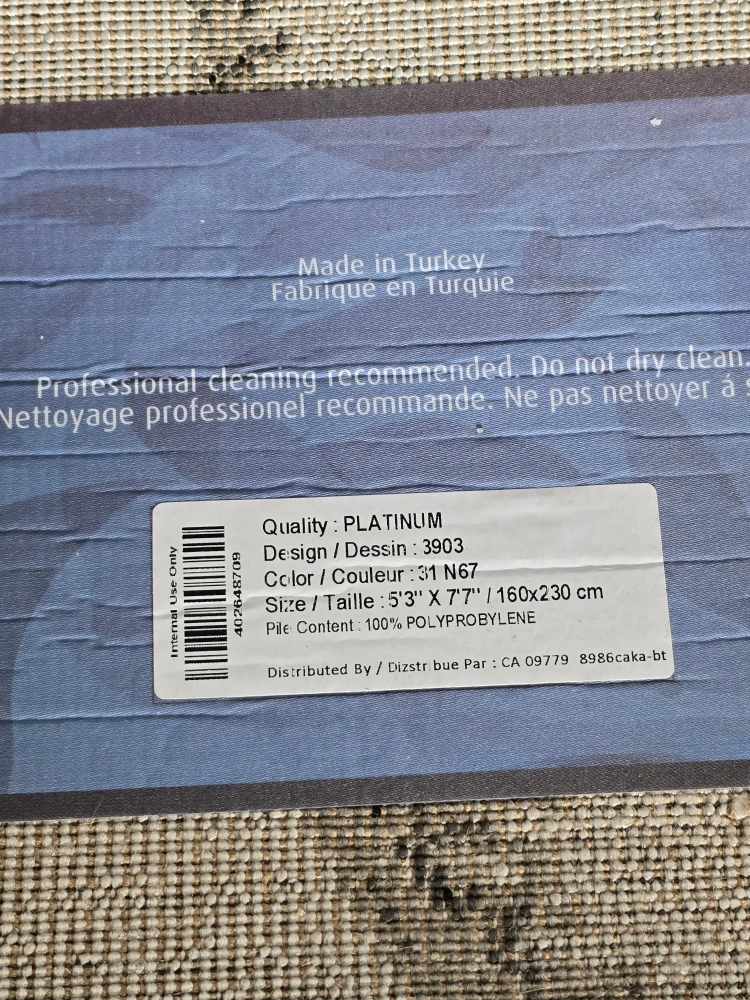 Made in Turkey
Fabriqué en Turquie
Professional cleaning recommended. Do not dry clean.
Nettoyage professionel recommande. Ne pas nettoyer á
Quality : PLATINUM
Design / Dessin : 3903
Color / Couleur : 31 N67
Size / Taille : 5'3" X 7'7" / 160x230 cm
Pile Content : 100% POLYPROBYLENE
Distributed By / Dizstribue Par : CA 09779 8986caka-bt
Internal Use Only
402648709